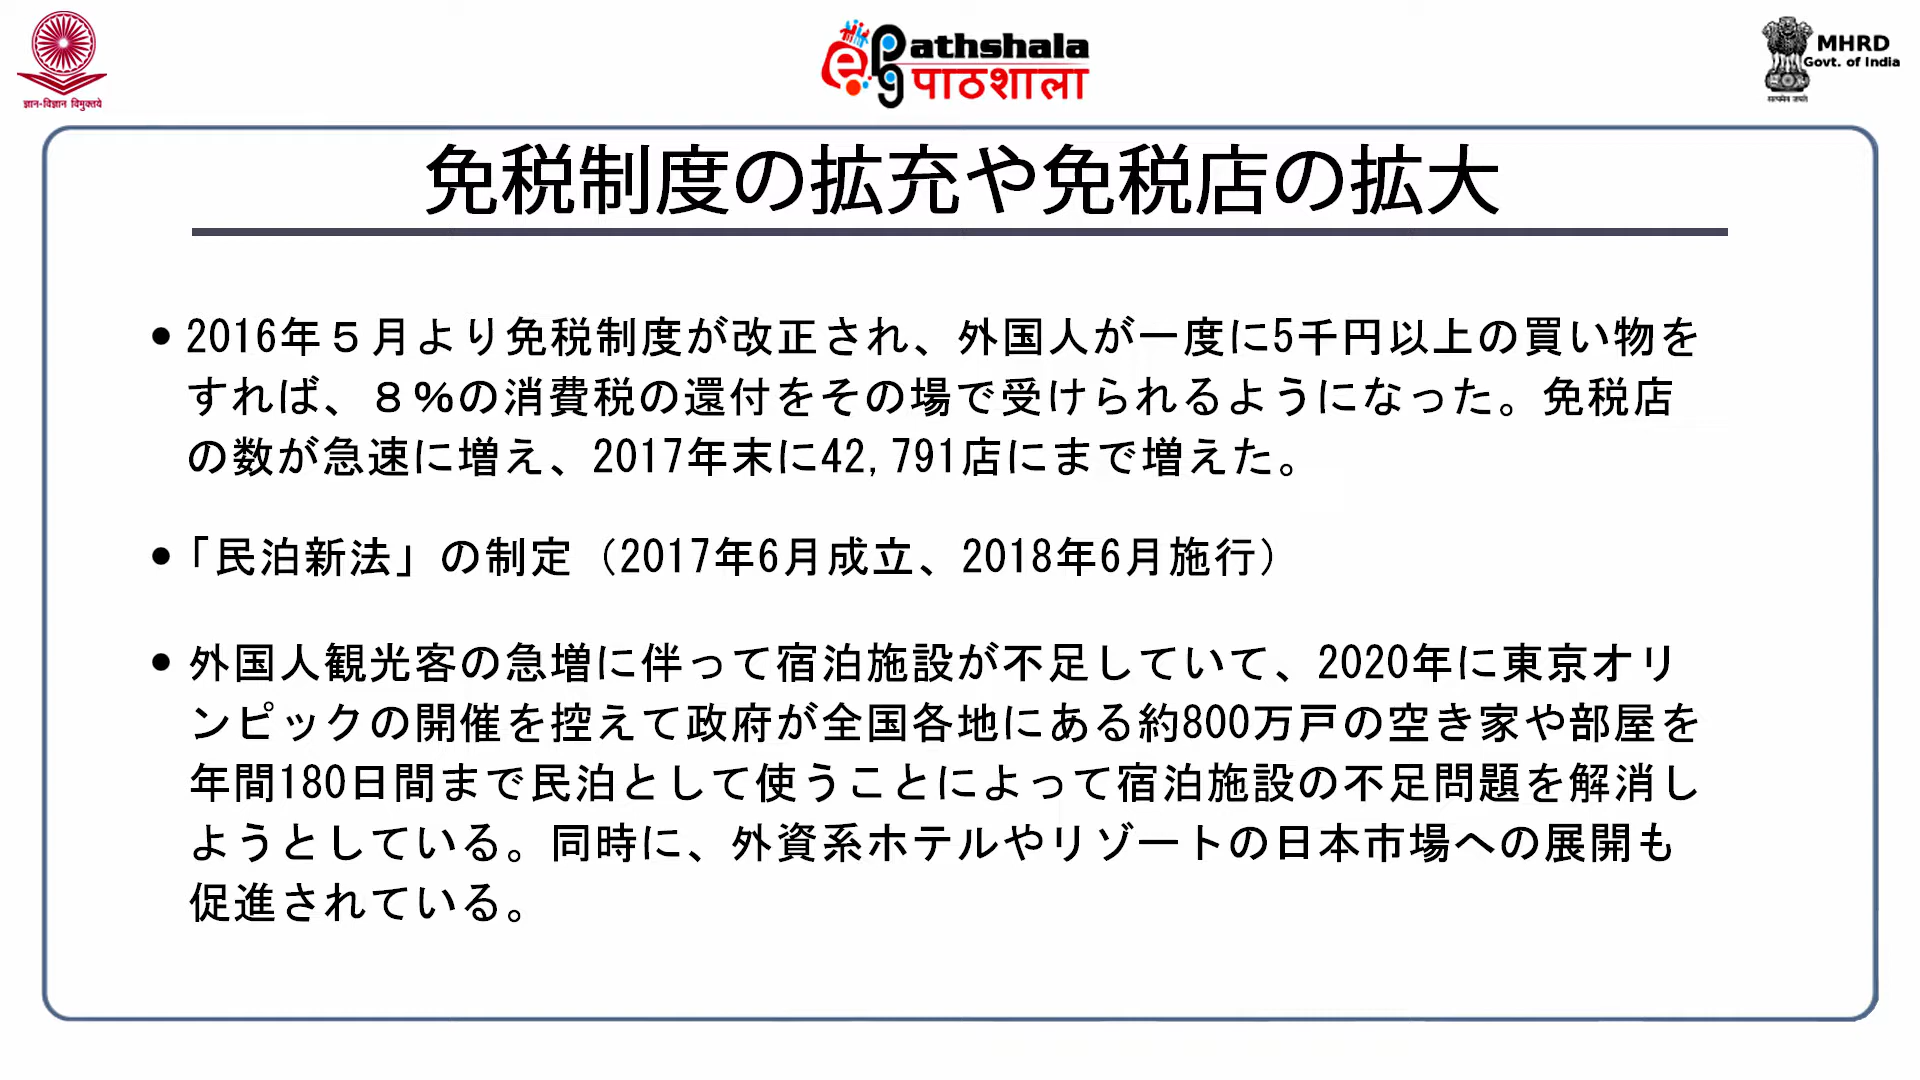 ज्ञान-विज्ञान विमुक्तये
ePg Pathshala
पाठशाला
MHRD
Govt. of India
सत्यमेव जयते
免税制度の拡充や免税店の拡大
•2016年５月より免税制度が改正され、外国人が一度に5千円以上の買い物を
すれば、８％の消費税の還付をその場で受けられるようになった。免税店
の数が急速に増え、2017年末に42,791店にまで増えた。
•「民泊新法」の制定（2017年6月成立、2018年6月施行）
•外国人観光客の急増に伴って宿泊施設が不足していて、2020年に東京オリ
ンピックの開催を控えて政府が全国各地にある約800万戸の空き家や部屋を
年間180日間まで民泊として使うことによって宿泊施設の不足問題を解消し
ようとしている。同時に、外資系ホテルやリゾートの日本市場への展開も
促進されている。